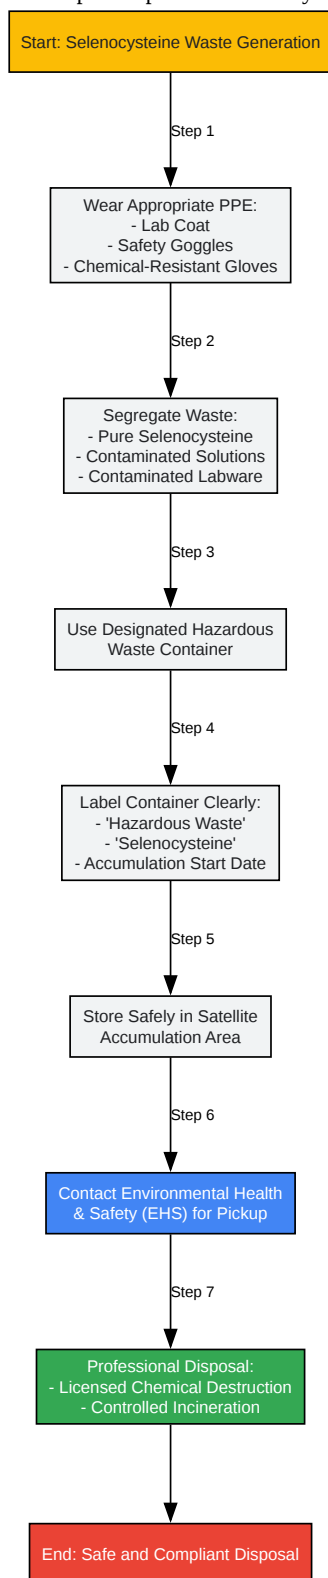 Start: Selenocysteine Waste Generation
Step 1
Wear Appropriate PPE:
- Lab Coat
- Safety Goggles
- Chemical-Resistant Gloves
Step 2
Segregate Waste:
- Pure Selenocysteine
- Contaminated Solutions
- Contaminated Labware
Step 3
Use Designated Hazardous
Waste Container
Step 4
Label Container Clearly:
- 'Hazardous Waste'
- 'Selenocysteine'
- Accumulation Start Date
Step 5
Store Safely in Satellite
Accumulation Area
Step 6
Contact Environmental Health
& Safety (EHS) for Pickup
Step 7
Professional Disposal:
- Licensed Chemical Destruction
- Controlled Incineration
End: Safe and Compliant Disposal